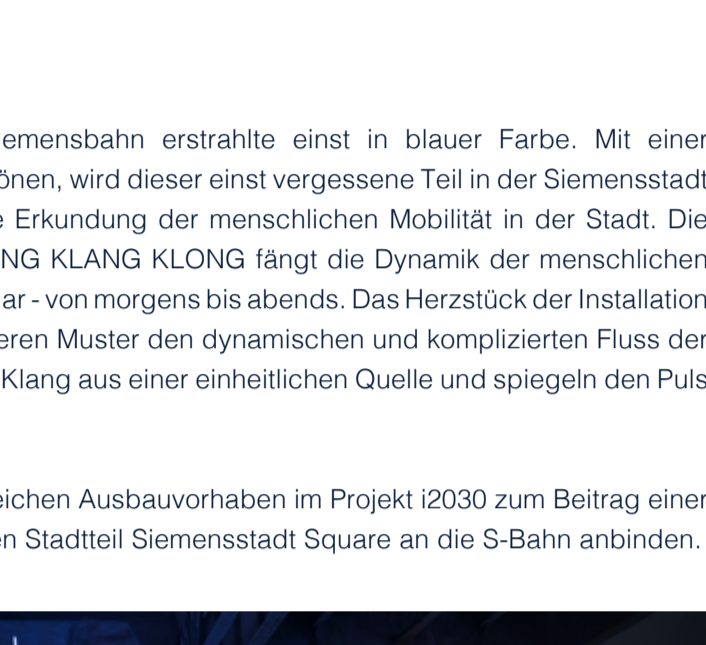 emensbahn erstrahlte einst in blauer Farbe. Mit einer
önen, wird dieser einst vergessene Teil in der Siemensstadt
e Erkundung der menschlichen Mobilität in der Stadt. Die
NG KLANG KLONG fängt die Dynamik der menschlichen
ar - von morgens bis abends. Das Herzstück der Installation
eren Muster den dynamischen und komplizierten Fluss der
Klang aus einer einheitlichen Quelle und spiegeln den Puls
eichen Ausbauvorhaben im Projekt i2030 zum Beitrag einer
en Stadtteil Siemensstadt Square an die S-Bahn anbinden.